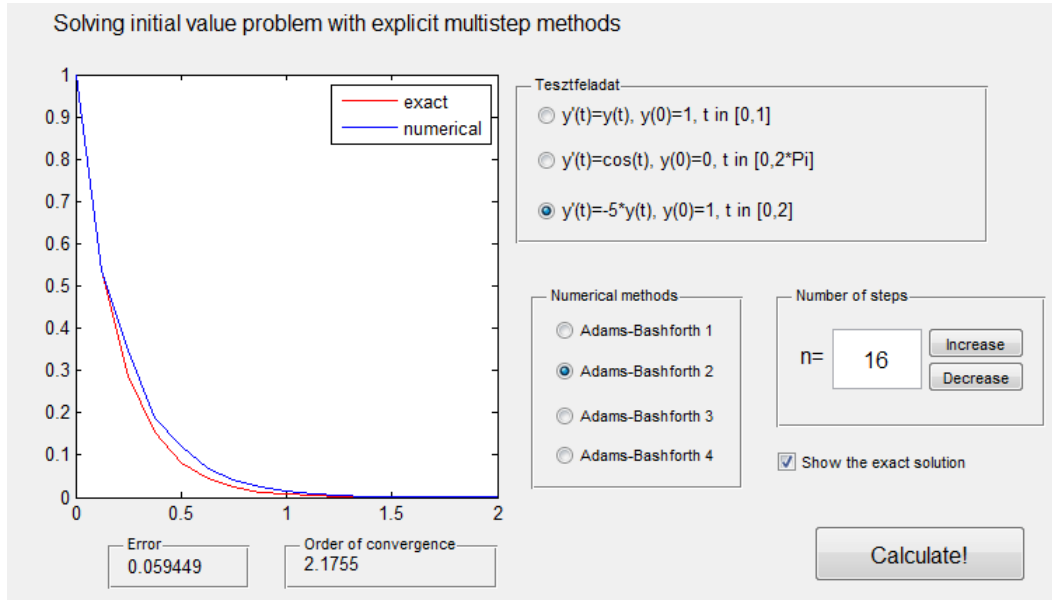 Solving initial value problem with explicit multistep methods
1
0.9
0.8
0.7
0.6
0.5
0.4
0.3
0.2
0.1
0
0
0.5
1
1.5
2
exact
numerical
Error
0.059449
Order of convergence
2.1755
Tesztfeladat
y'(t)=y(t), y(0)=1, t in [0,1]
y'(t)=cos(t), y(0)=0, t in [0,2*Pi]
y'(t)=-5*y(t), y(0)=1, t in [0,2]
Numerical methods
Adams-Bashforth 1
Adams-Bashforth 2
Adams-Bashforth 3
Adams-Bashforth 4
Number of steps
n=
16
Increase
Decrease
Show the exact solution
Calculate!